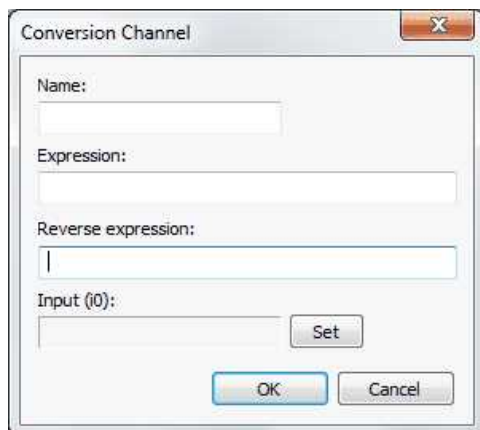 Conversion Channel
Name:
Expression:
Reverse expression:
Input (i0):
Set
OK
Cancel